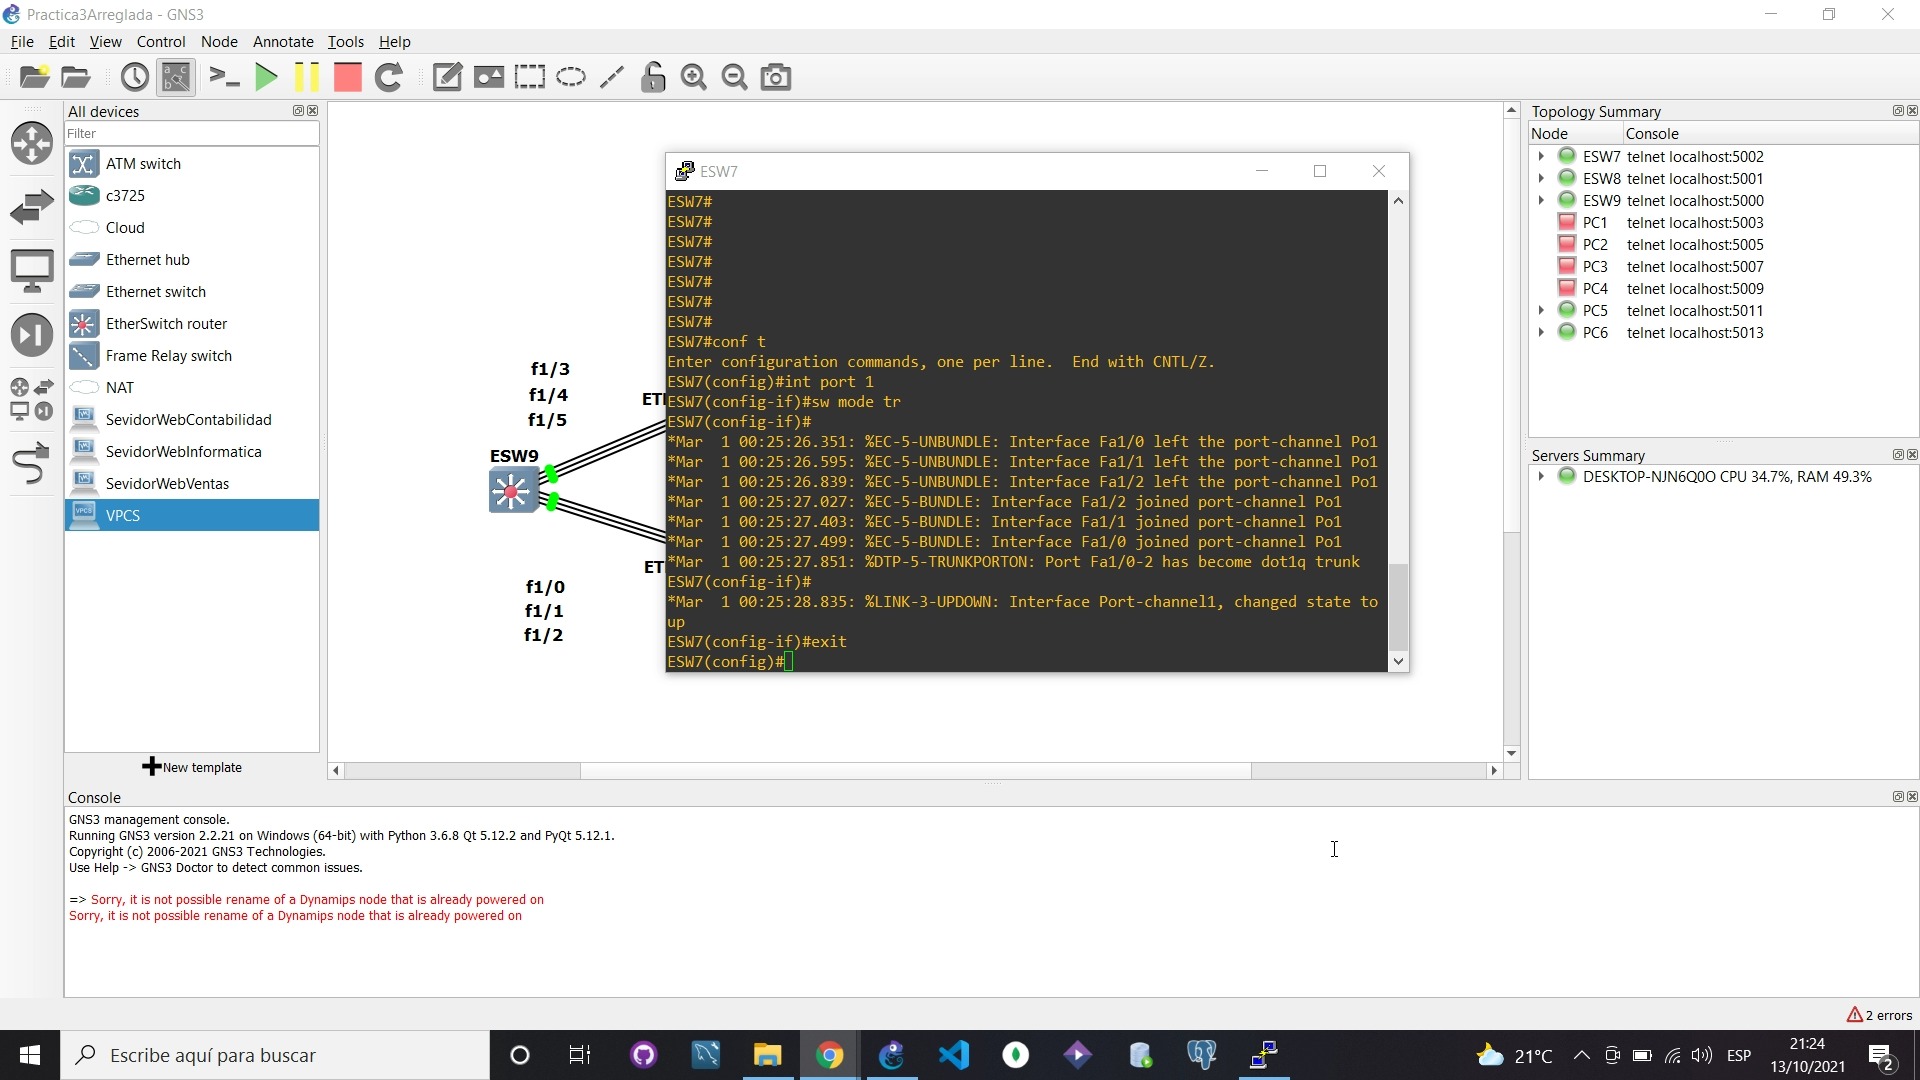 Practica3Arreglada - GNS3
File Edit View Control Node Annotate Tools Help
All devices
Filter
ATM switch
c3725
Cloud
Ethernet hub
Ethernet switch
EtherSwitch router
Frame Relay switch
NAT
SevidorWebContabilidad
SevidorWebInformatica
SevidorWebVentas
VPCS
New template
f1/3
f1/4
f1/5
ESW9
f1/0
f1/1
f1/2
ETI
ETI
ESW7
ESW7#
ESW7#
ESW7#
ESW7#
ESW7#
ESW7#
ESW7#
ESW7#conf t
Enter configuration commands, one per line.  End with CNTL/Z.
ESW7(config)#int port 1
ESW7(config-if)#sw mode tr
ESW7(config-if)#
*Mar  1 00:25:26.351: %EC-5-UNBUNDLE: Interface Fa1/0 left the port-channel Po1
*Mar  1 00:25:26.595: %EC-5-UNBUNDLE: Interface Fa1/1 left the port-channel Po1
*Mar  1 00:25:26.839: %EC-5-UNBUNDLE: Interface Fa1/2 left the port-channel Po1
*Mar  1 00:25:27.027: %EC-5-BUNDLE: Interface Fa1/2 joined port-channel Po1
*Mar  1 00:25:27.403: %EC-5-BUNDLE: Interface Fa1/1 joined port-channel Po1
*Mar  1 00:25:27.499: %EC-5-BUNDLE: Interface Fa1/0 joined port-channel Po1
*Mar  1 00:25:27.851: %DTP-5-TRUNKPORTON: Port Fa1/0-2 has become dot1q trunk
ESW7(config-if)#
*Mar  1 00:25:28.835: %LINK-3-UPDOWN: Interface Port-channel1, changed state to
up
ESW7(config-if)#exit
ESW7(config)#
Topology Summary
Node Console
ESW7 telnet localhost:5002
ESW8 telnet localhost:5001
ESW9 telnet localhost:5000
PC1 telnet localhost:5003
PC2 telnet localhost:5005
PC3 telnet localhost:5007
PC4 telnet localhost:5009
PC5 telnet localhost:5011
PC6 telnet localhost:5013
Servers Summary
DESKTOP-NJN6Q0O CPU 34.7%, RAM 49.3%
Console
GNS3 management console.
Running GNS3 version 2.2.21 on Windows (64-bit) with Python 3.6.8 Qt 5.12.2 and PyQt 5.12.1.
Copyright (c) 2006-2021 GNS3 Technologies.
Use Help -> GNS3 Doctor to detect common issues.
=> Sorry, it is not possible rename of a Dynamips node that is already powered on
Sorry, it is not possible rename of a Dynamips node that is already powered on
2 errors
Escribe aquí para buscar
21°C
ESP
21:24
13/10/2021
2